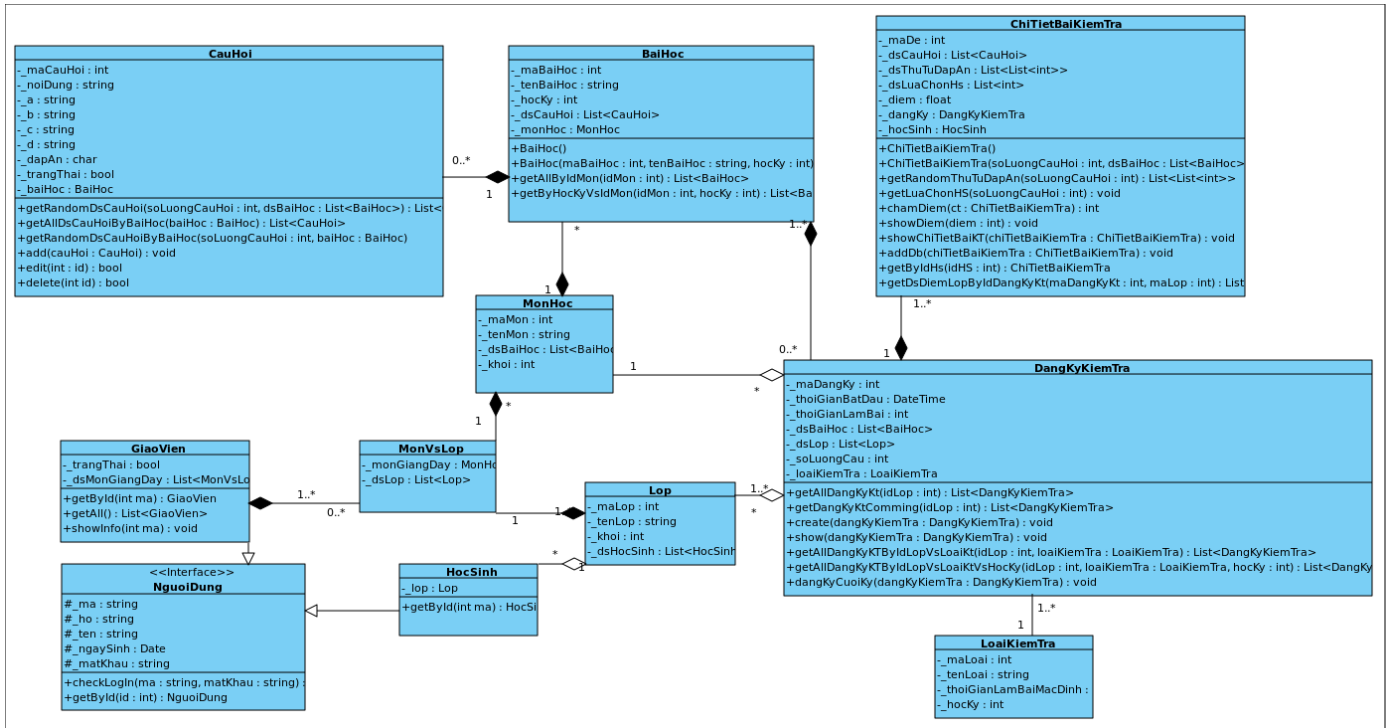 CauHoi
-_maCauHoi : int
-_noiDung : string
-_a : string
-_b : string
-_c : string
-_d : string
-_dapAn : char
-_trangThai : bool
-_baiHoc : BaiHoc
+getRandomDsCauHoi(soLuongCauHoi : int, dsBaiHoc : List<BaiHoc>) : List<
+getAllDsCauHoiByBaiHoc(baiHoc : BaiHoc) : List<CauHoi>
+getRandomDsCauHoiByBaiHoc(soLuongCauHoi : int, baiHoc : BaiHoc)
+add(cauHoi : CauHoi) : void
+edit(int : id) : bool
+delete(int id) : bool
0..*
1
BaiHoc
-_maBaiHoc : int
-_tenBaiHoc : string
-_hocKy : int
-_dsCauHoi : List<CauHoi>
-_monHoc : MonHoc
+BaiHoc()
+BaiHoc(maBaiHoc : int, tenBaiHoc : string, hocKy : int)
+getAllByIdMon(idMon : int) : List<BaiHoc>
+getByHocKyVsIdMon(idMon : int, hocKy : int) : List<Ba
*
1
1..*
0..*
ChiTietBaiKiemTra
-_maDe : int
-_dsCauHoi : List<CauHoi>
-_dsThuTuDapAn : List<List<int>>
-_dsLuaChonHs : List<int>
-_diem : float
-_dangKy : DangKyKiemTra
-_hocSinh : HocSinh
+ChiTietBaiKiemTra()
+ChiTietBaiKiemTra(soLuongCauHoi : int, dsBaiHoc : List<BaiHoc>
+getRandomThuTuDapAn(soLuongCauHoi : int) : List<List<int>>
+getLuaChonHS(soLuongCauHoi : int) : void
+chamDiem(ct : ChiTietBaiKiemTra) : int
+showDiem(diem : int) : void
+showChiTietBaiKT(chiTietBaiKiemTra : ChiTietBaiKiemTra) : void
+addDb(chiTietBaiKiemTra : ChiTietBaiKiemTra) : void
+getByIdHs(idHS : int) : ChiTietBaiKiemTra
+getDsDiemLopByIdDangKyKt(maDangKyKt : int, maLop : int) : List
1..*
1
MonHoc
-_maMon : int
-_tenMon : string
-_dsBaiHoc : List<BaiHoc
-_khoi : int
1
*
*
1
DangKyKiemTra
-_maDangKy : int
-_thoiGianBatDau : DateTime
-_thoiGianLamBai : int
-_dsBaiHoc : List<BaiHoc>
-_dsLop : List<Lop>
-_soLuongCau : int
-_loaiKiemTra : LoaiKiemTra
+getAllDangKyKt(idLop : int) : List<DangKyKiemTra>
+getDangKyKtComming(idLop : int) : List<DangKyKiemTra>
+create(dangKyKiemTra : DangKyKiemTra) : void
+show(dangKyKiemTra : DangKyKiemTra) : void
+getAllDangKyKTByIdLopVsLoaiKt(idLop : int, loaiKiemTra : LoaiKiemTra) : List<DangKyKiemTra>
+getAllDangKyKTByIdLopVsLoaiKtVsHocKy(idLop : int, loaiKiemTra : LoaiKiemTra, hocKy : int) : List<DangKy
+dangKyCuoiKy(dangKyKiemTra : DangKyKiemTra) : void
GiaoVien
-_trangThai : bool
-_dsMonGiangDay : List<MonVsLo
+getById(int ma) : GiaoVien
+getAll() : List<GiaoVien>
+showInfo(int ma) : void
1..*
0..*
MonVsLop
-_monGiangDay : MonHo
-_dsLop : List<Lop>
1
1
Lop
-_maLop : int
-_tenLop : string
-_khoi : int
-_dsHocSinh : List<HocSinh
1..*
*
*
1
<<Interface>>
NguoiDung
#_ma : string
#_ho : string
#_ten : string
#_ngaySinh : Date
#_matKhau : string
+checkLogIn(ma : string, matKhau : string) :
+getById(id : int) : NguoiDung
HocSinh
-_lop : Lop
+getById(int ma) : HocSi
1..*
1
LoaiKiemTra
-_maLoai : int
-_tenLoai : string
-_thoiGianLamBaiMacDinh :
-_hocKy : int